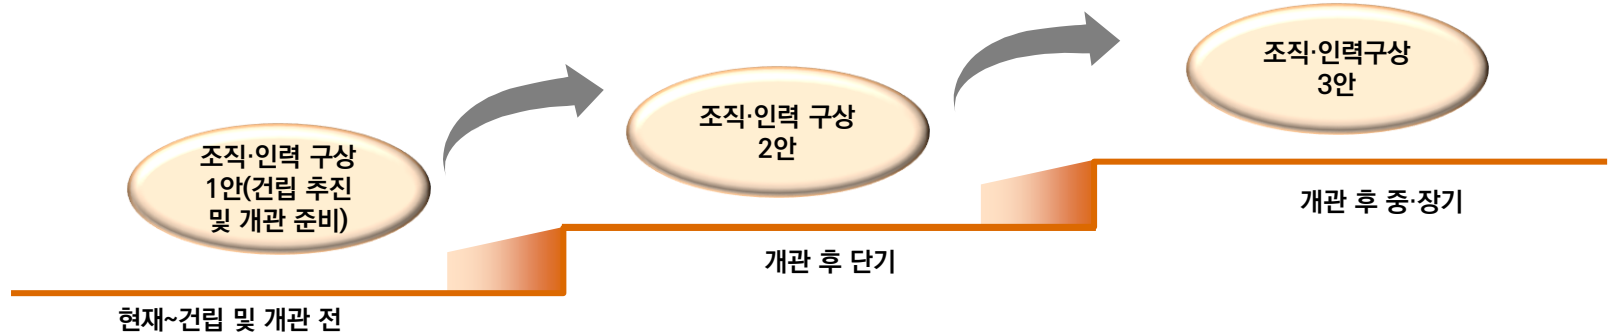 조직·인력 구상
1안(건립 추진
및 개관 준비)
현재~건립 및 개관 전
조직·인력 구상
2안
개관 후 단기
조직·인력구상
3안
개관 후 중·장기